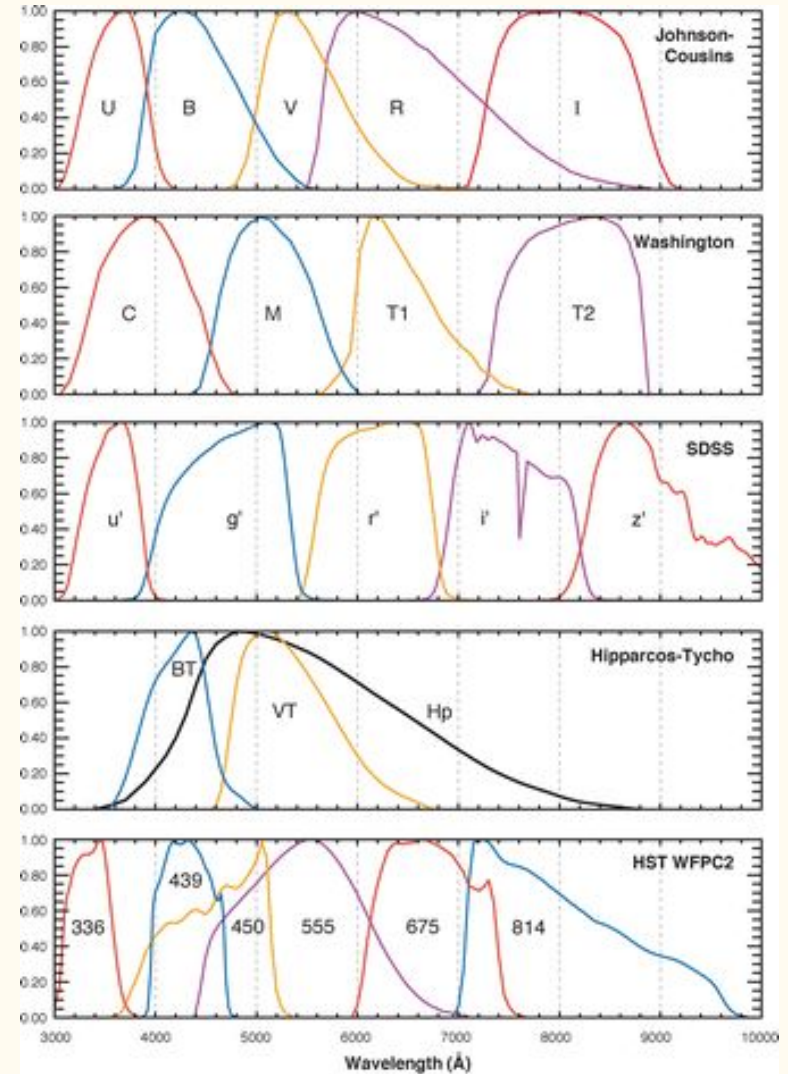 1.00
0.80
0.60
0.40
0.20
0.00
U B V R I
Johnson-
Cousins
1.00
0.80
0.60
0.40
0.20
0.00
C M T1 T2
Washington
1.00
0.80
0.60
0.40
0.20
0.00
u' g' r' i' z'
SDSS
1.00
0.80
0.60
0.40
0.20
0.00
BT VT Hp
Hipparcos-Tycho
1.00
0.80
0.60
0.40
0.20
0.00
336 439 450 555 675 814
HST WFPC2
3000 4000 5000 6000 7000 8000 9000 10000
Wavelength (Å)